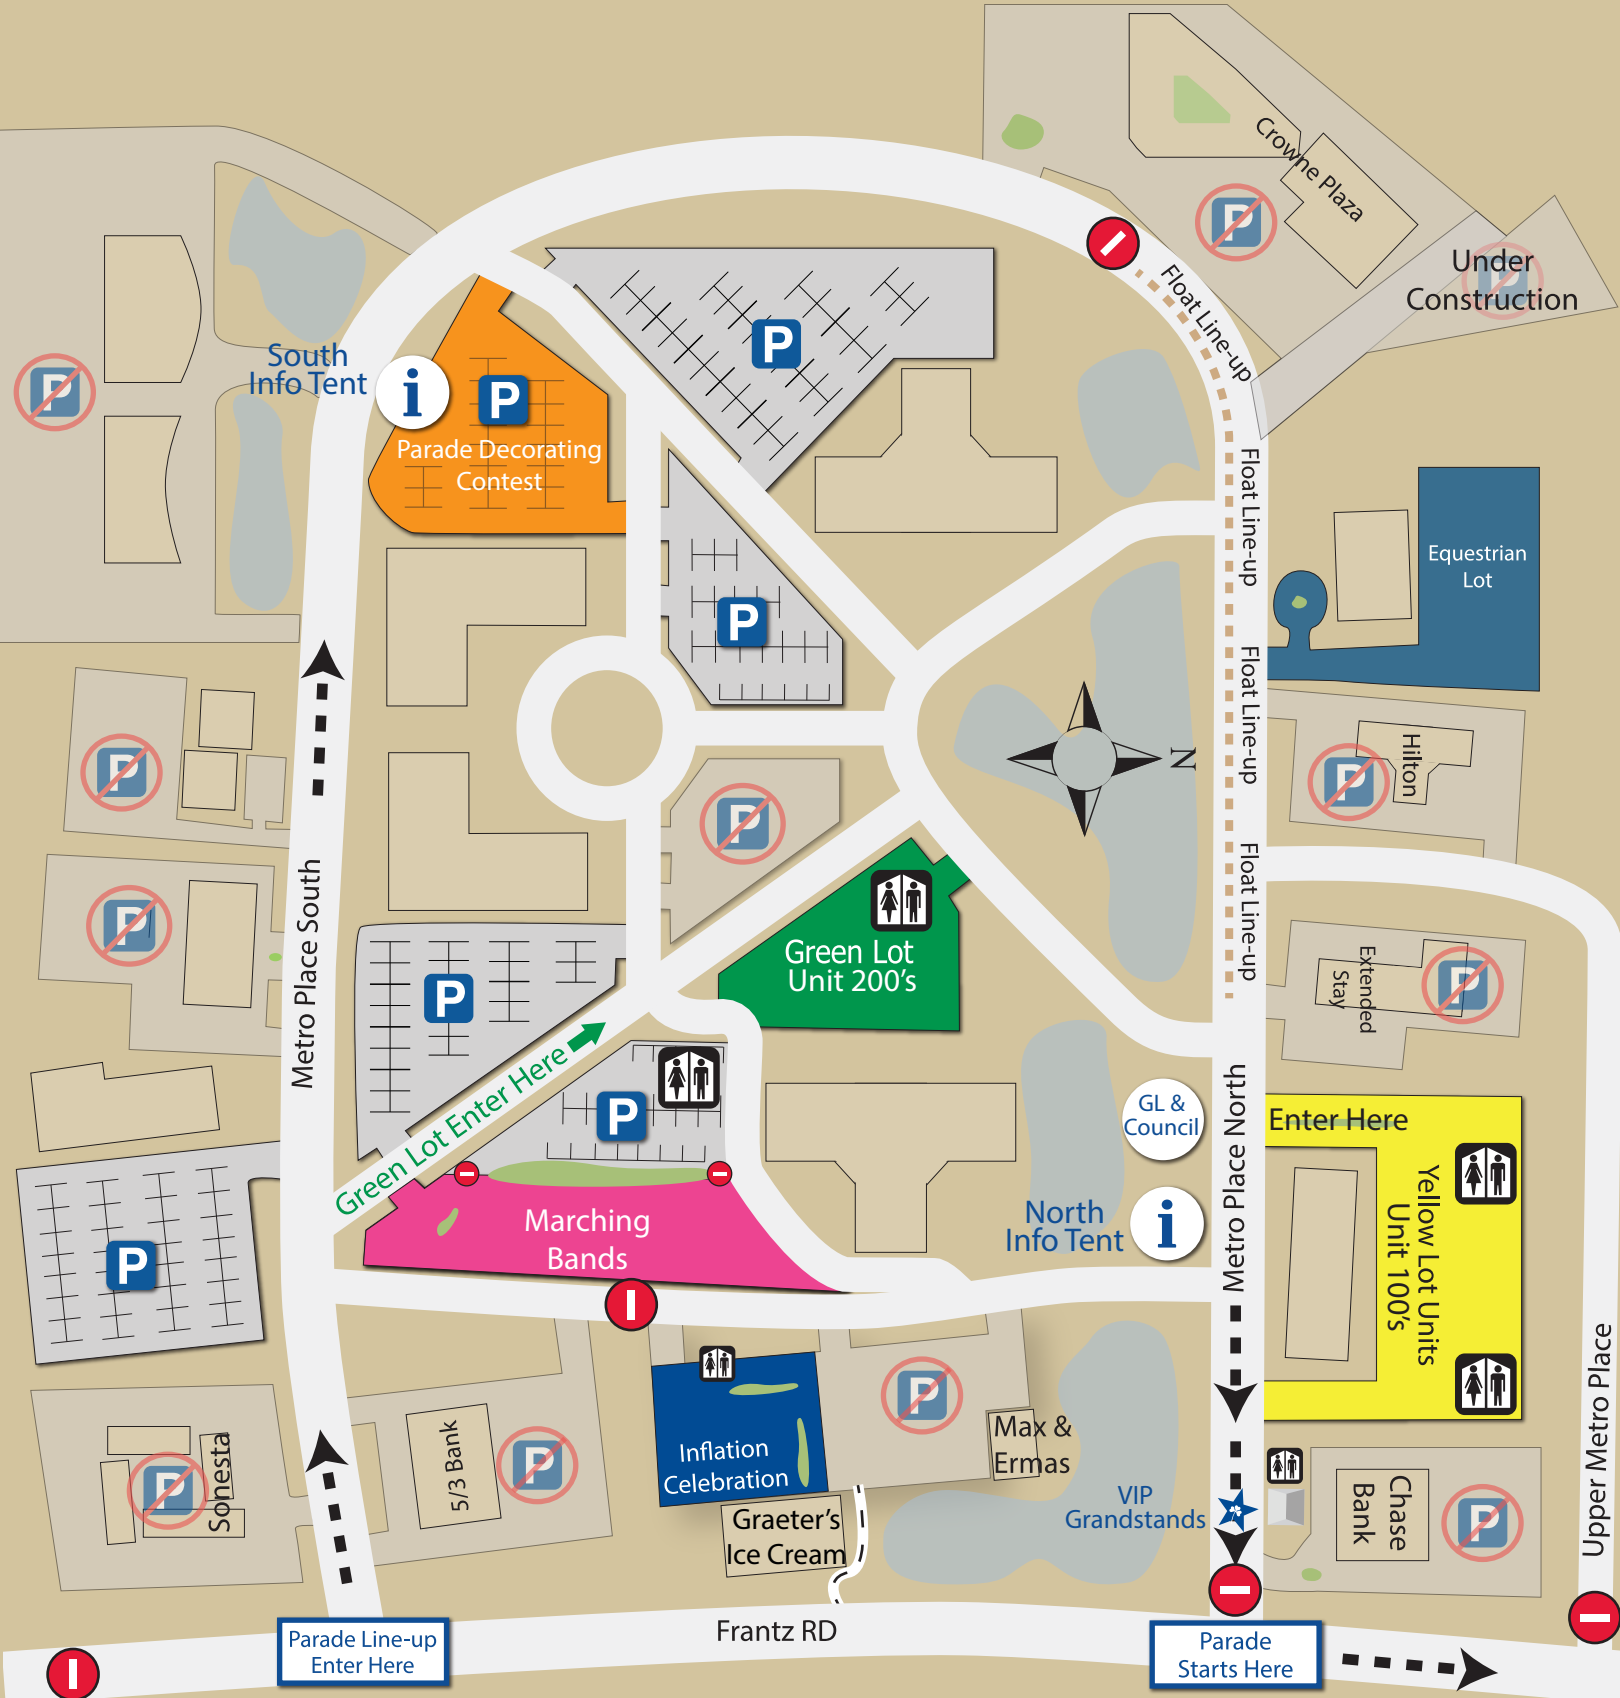 Crowne Plaza
P
Under
Construction
P
P
Float Line-up
P
South
Info Tent
i
P
P
Parade Decorating
Contest
Float Line-up
Equestrian
Lot
P
Float Line-up
N
Hilton
P
P
P
Float Line-up
Metro Place South
P
Green Lot
Unit 200's
P
Extended
Stay
P
Green Lot Enter Here
P
Metro Place North
GL &
Council
Enter Here
Yellow Lot Units
Unit 100's
North
Info Tent
i
Marching
Bands
P
Upper Metro Place
Sonesta
P
5/3 Bank
P
Inflation
Celebration
P
Max &
Ermas
VIP
Grandstands
Chase
Bank
P
Graeter's
Ice Cream
Frantz RD
Parade Line-up
Enter Here
Parade
Starts Here